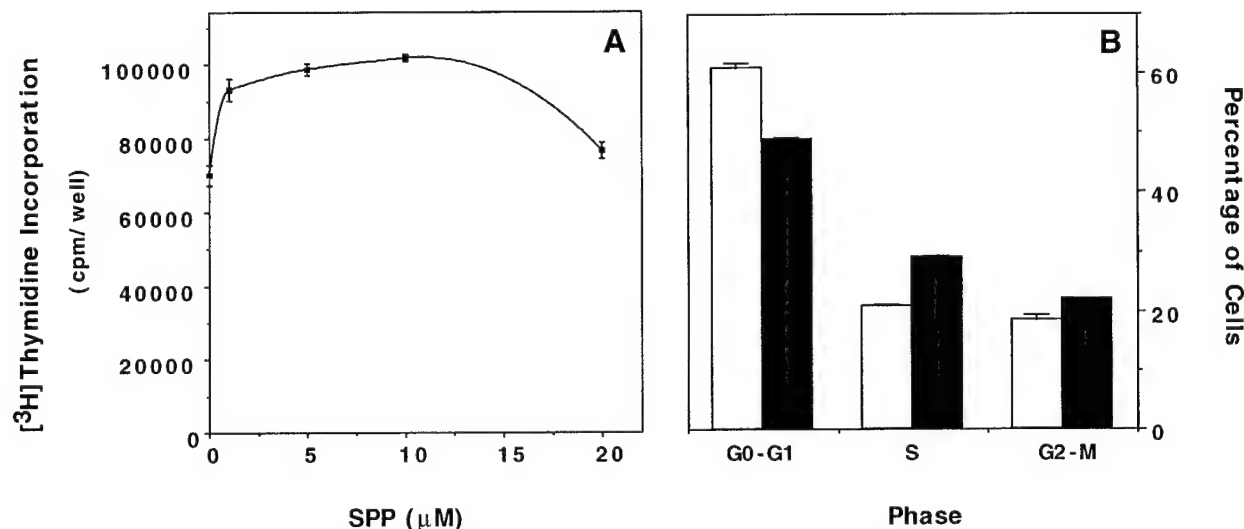 [³H] Thymidine Incorporation
(cpm/well)
A
100000
80000
60000
40000
20000
0
0 5 10 15 20
SPP (µM)
B
60
40
20
0
Percentage of Cells
G0-G1 S G2-M
Phase